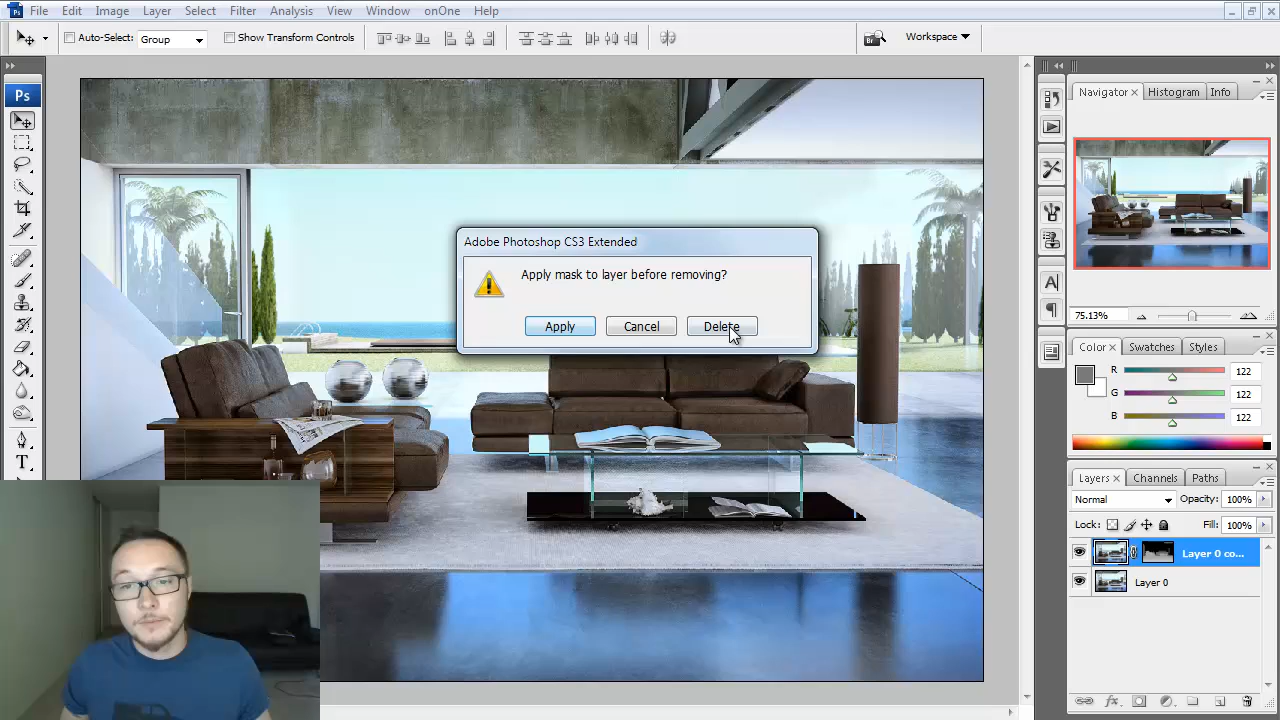 Ps File Edit Image Layer Select Filter Analysis View Window onOne Help
Auto-Select: Group Show Transform Controls Br Workspace
Ps
Navigator × Histogram Info
75.13%
Color × Swatches Styles
R 122
G 122
B 122
Layers × Channels Paths
Normal Opacity: 100%
Lock: Fill: 100%
Layer 0 co...
Layer 0
fx
T
A
Adobe Photoshop CS3 Extended
Apply mask to layer before removing?
Apply Cancel Delete